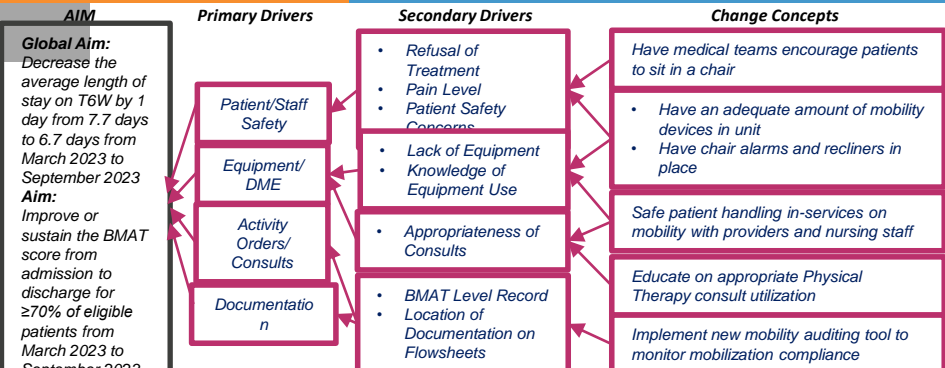 AIM
Primary Drivers
Secondary Drivers
Change Concepts
Global Aim:
Decrease the
average length of
stay on T6W by 1
day from 7.7 days
to 6.7 days from
March 2023 to
September 2023
Aim:
Improve or
sustain the BMAT
score from
admission to
discharge for
≥70% of eligible
patients from
March 2023 to
September 2023
Patient/Staff
Safety
Equipment/
DME
Activity
Orders/
Consults
Documentatio
n
• Refusal of
Treatment
• Pain Level
• Patient Safety
Concerns
• Lack of Equipment
• Knowledge of
Equipment Use
• Appropriateness of
Consults
• BMAT Level Record
• Location of
Documentation on
Flowsheets
Have medical teams encourage patients
to sit in a chair
• Have an adequate amount of mobility
devices in unit
• Have chair alarms and recliners in
place
Safe patient handling in-services on
mobility with providers and nursing staff
Educate on appropriate Physical
Therapy consult utilization
Implement new mobility auditing tool to
monitor mobilization compliance